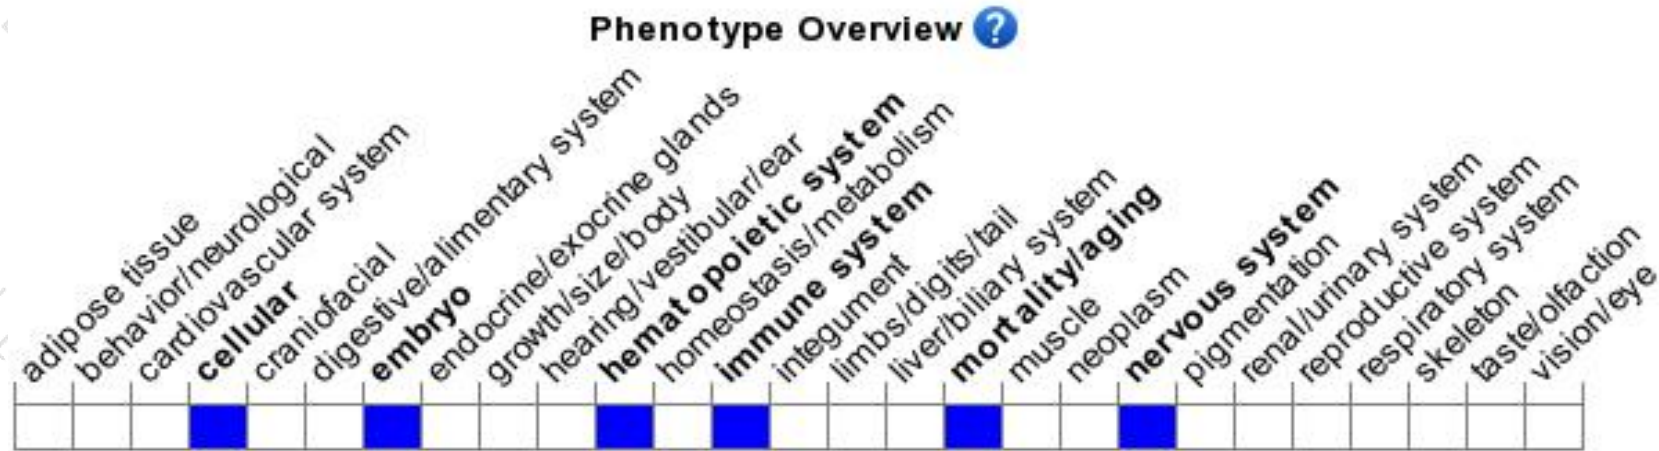 Phenotype Overview ?
adipose tissue
behavior/neurological
cardiovascular system
cellular
craniofacial
digestive/alimentary system
embryo
endocrine/exocrine glands
growth/size/body
hearing/vestibular/ear
hematopoietic system
homeostasis/metabolism
immune system
integument
limbs/digits/tail
liver/biliary system
mortality/aging
muscle
neoplasm
nervous system
pigmentation
renal/urinary system
reproductive system
respiratory system
skeleton
taste/olfaction
vision/eye